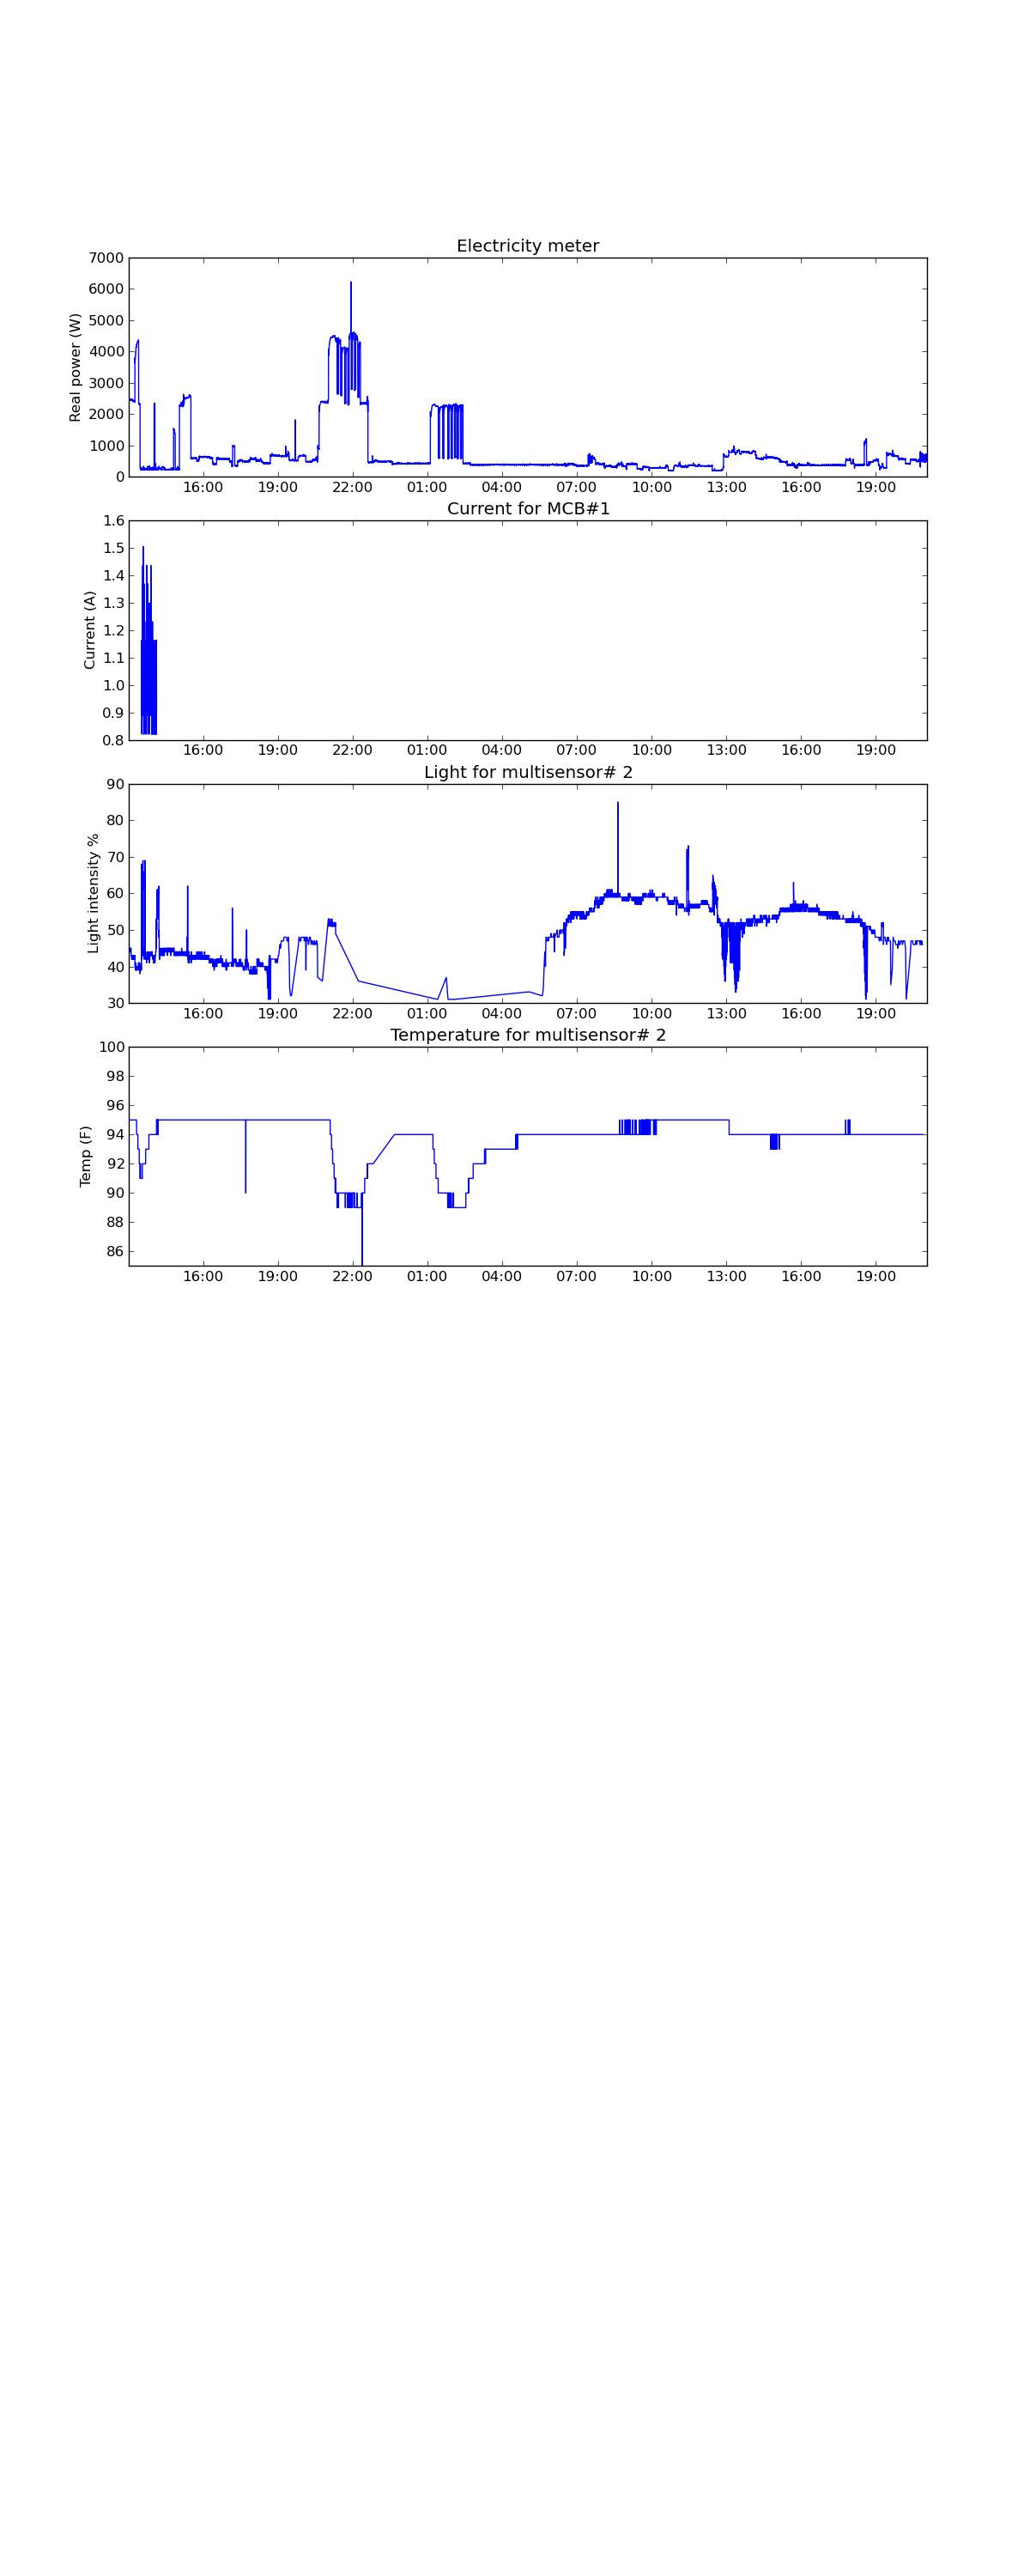 Electricity meter
7000
6000
5000
4000
3000
2000
1000
0
Real power (W)
16:00 19:00 22:00 01:00 04:00 07:00 10:00 13:00 16:00 19:00
Current for MCB#1
1.6
1.5
1.4
1.3
1.2
1.1
1.0
0.9
0.8
Current (A)
16:00 19:00 22:00 01:00 04:00 07:00 10:00 13:00 16:00 19:00
Light for multisensor# 2
90
80
70
60
50
40
30
Light intensity %
16:00 19:00 22:00 01:00 04:00 07:00 10:00 13:00 16:00 19:00
Temperature for multisensor# 2
100
98
96
94
92
90
88
86
Temp (F)
16:00 19:00 22:00 01:00 04:00 07:00 10:00 13:00 16:00 19:00